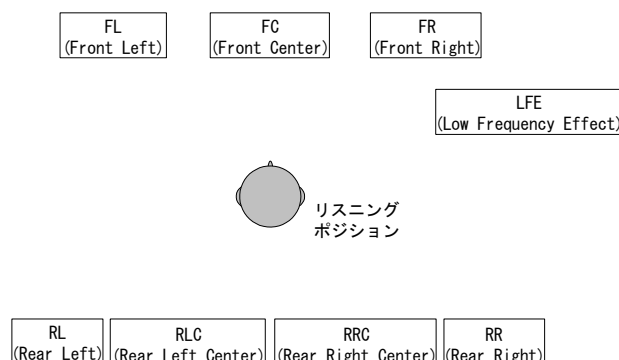 FL
(Front Left)
FC
(Front Center)
FR
(Front Right)
LFE
(Low Frequency Effect)
リスニング
ポジション
RL
(Rear Left)
RLC
(Rear Left Center)
RRC
(Rear Right Center)
RR
(Rear Right)